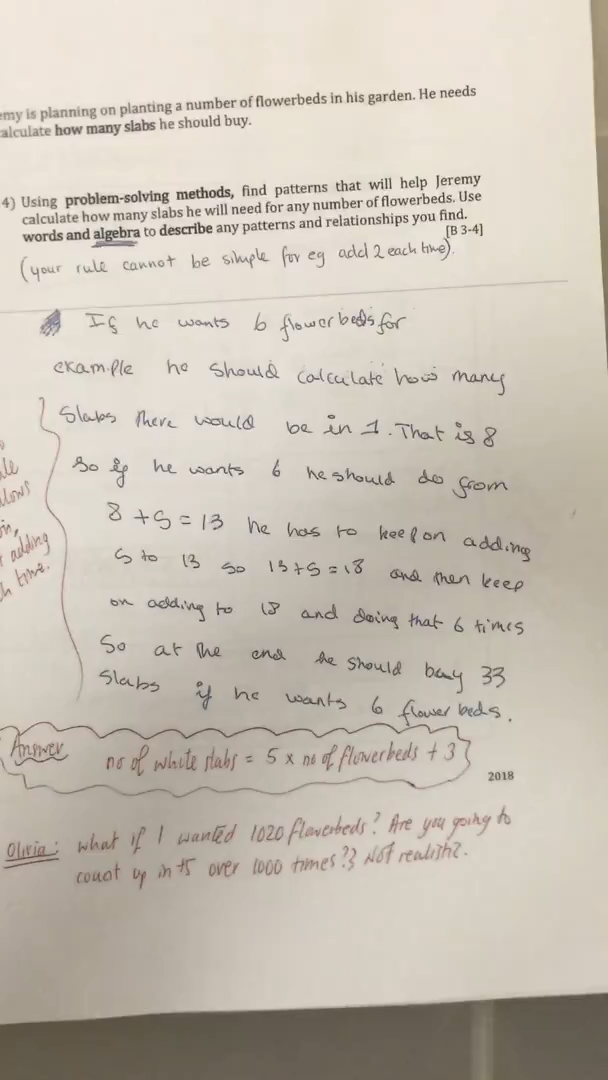 emy is planning on planting a number of flowerbeds in his garden. He needs
alculate how many slabs he should buy.
4) Using problem-solving methods, find patterns that will help Jeremy
calculate how many slabs he will need for any number of flowerbeds. Use
words and algebra to describe any patterns and relationships you find.
[B 3-4]
(your rule cannot be simple for eg add 2 each time).
If he wants 6 flowerbeds for
example he should calculate how many
slabs there would be in 1. That is 8
So if he wants 6 he should do from
8 + 5 = 13 he has to keep on adding
5 to 13 so 13+5=18 and then keep
on adding to 18 and doing that 6 times
So at the end he should buy 33
slabs if he wants 6 flower beds.
llows
adding
time.
Answer no of white slabs = 5 x no of flowerbeds + 3
2018
Olivia: what if I wanted 1020 flowerbeds? Are you going to
count up in +5 over 1000 times?? Not realistic.